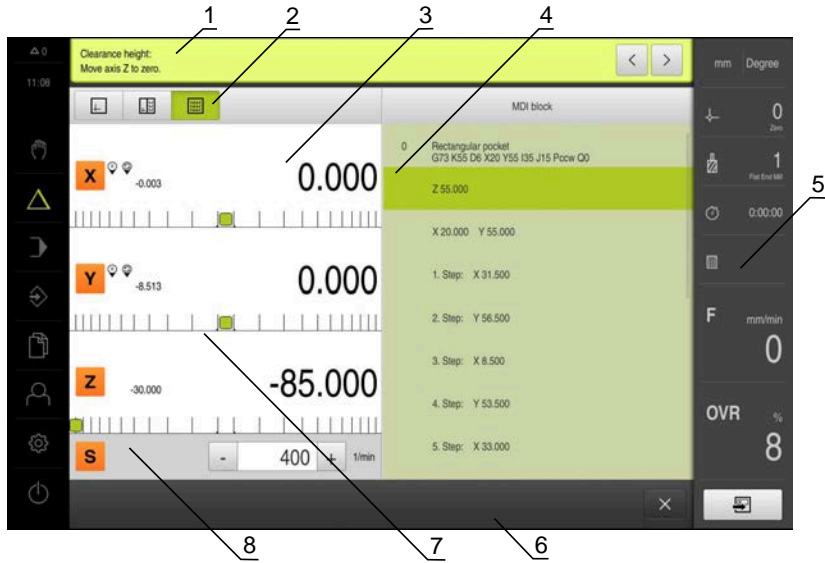 1
2
3
4
0
Clearance height:
Move axis Z to zero.
mm Degree
11:08
MDI block
0
Zero
X
-0.003
0.000
0 Rectangular pocket
G73 K55 D6 X20 Y55 I35 J15 Pccw Q0
1
Flat End Mill
Z 55.000
5
0:00:00
X 20.000 Y 55.000
Y
-8.513
0.000
1. Step: X 31.500
F mm/min
0
2. Step: Y 56.500
3. Step: X 8.500
Z
-30.000
-85.000
4. Step: Y 53.500
OVR %
8
S
- 400 + 1/min
5. Step: X 33.000
8
7
6